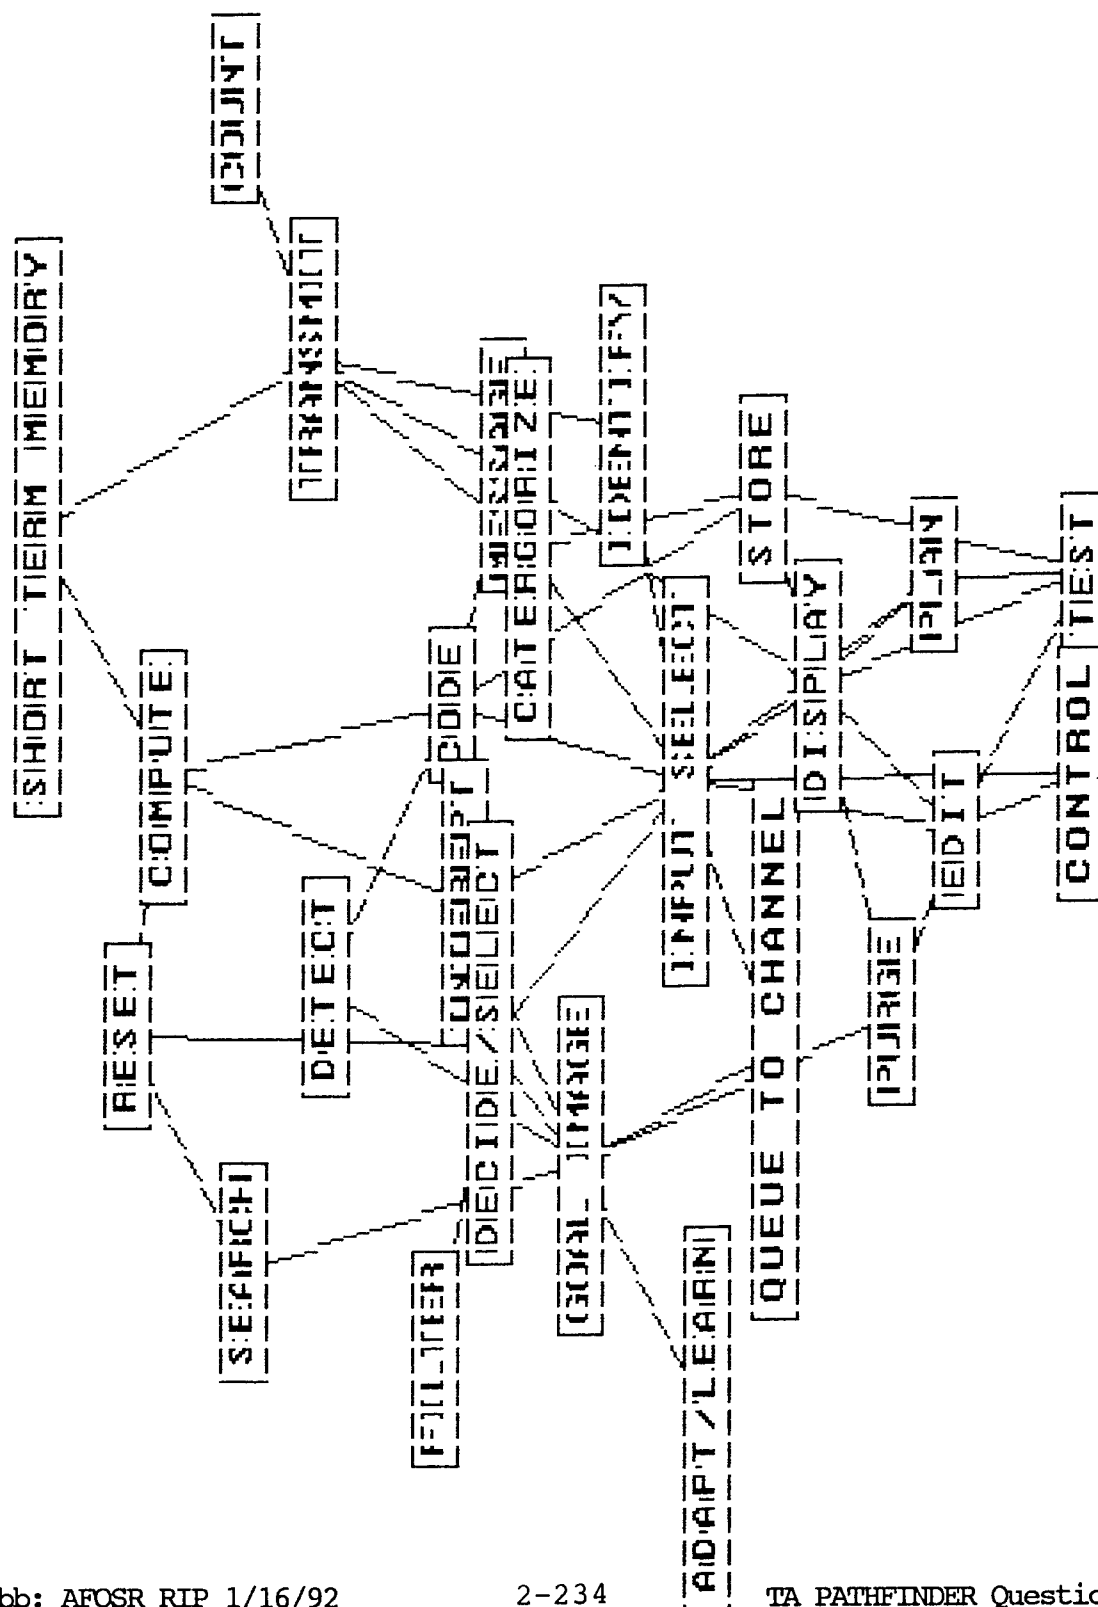 SHORT TERM MEMORY
COUNT
TRANSMIT
COMPUTE
RESET
SEARCH
DETECT
MESSAGE
CATERGORIZE
CODE
DECIDE/SELECT
FILTER
IDENTIFY
GOAL IMAGE
INPUT SELECT
ADAPT/LEARN
STORE
QUEUE TO CHANNEL
DISPLAY
PURGE
PLAN
EDIT
TEST
CONTROL
bb: AFOSR RIP 1/16/92
2-234
TA PATHFINDER Questio